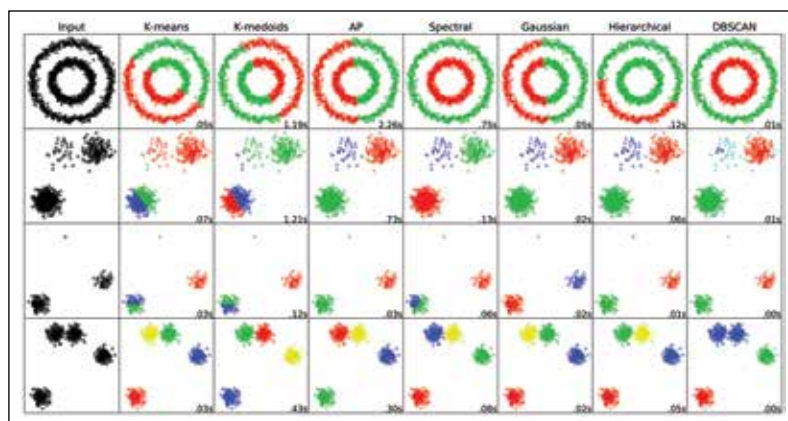 Input K-means K-medoids AP Spectral Gaussian Hierarchical DBSCAN
.05s 1.19s 2.26s .75s .05s .12s .01s
.07s 1.21s .73s .13s .02s .06s .01s
.03s .12s .03s .06s .02s .01s .00s
.03s .43s .30s .08s .02s .05s .00s